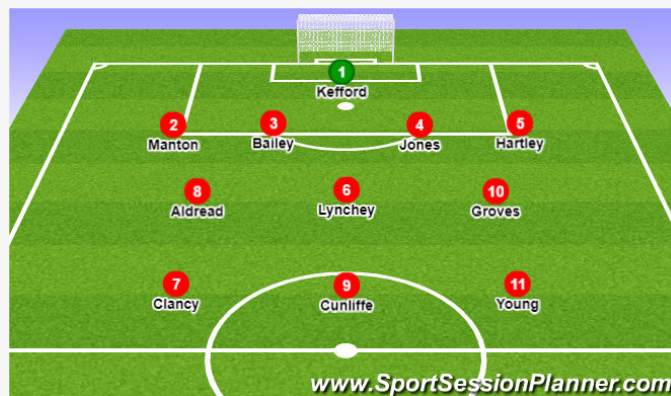 1
Kefford
2
Manton
3
Bailey
4
Jones
5
Hartley
8
Aldread
6
Lynchey
10
Groves
7
Clancy
9
Cunliffe
11
Young
www.SportSessionPlanner.com